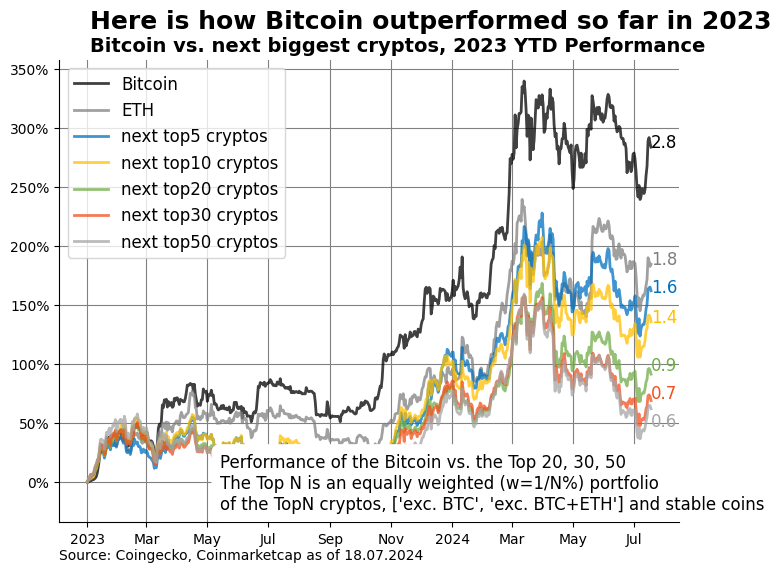 Here is how Bitcoin outperformed so far in 2023
Bitcoin vs. next biggest cryptos, 2023 YTD Performance
350%
300%
250%
200%
150%
100%
50%
0%
Bitcoin
ETH
next top5 cryptos
next top10 cryptos
next top20 cryptos
next top30 cryptos
next top50 cryptos
2.8
1.8
1.6
1.4
0.9
0.7
0.6
Performance of the Bitcoin vs. the Top 20, 30, 50
The Top N is an equally weighted (w=1/N%) portfolio
of the TopN cryptos, ['exc. BTC', 'exc. BTC+ETH'] and stable coins
2023 Mar May Jul Sep Nov 2024 Mar May Jul
Source: Coingecko, Coinmarketcap as of 18.07.2024